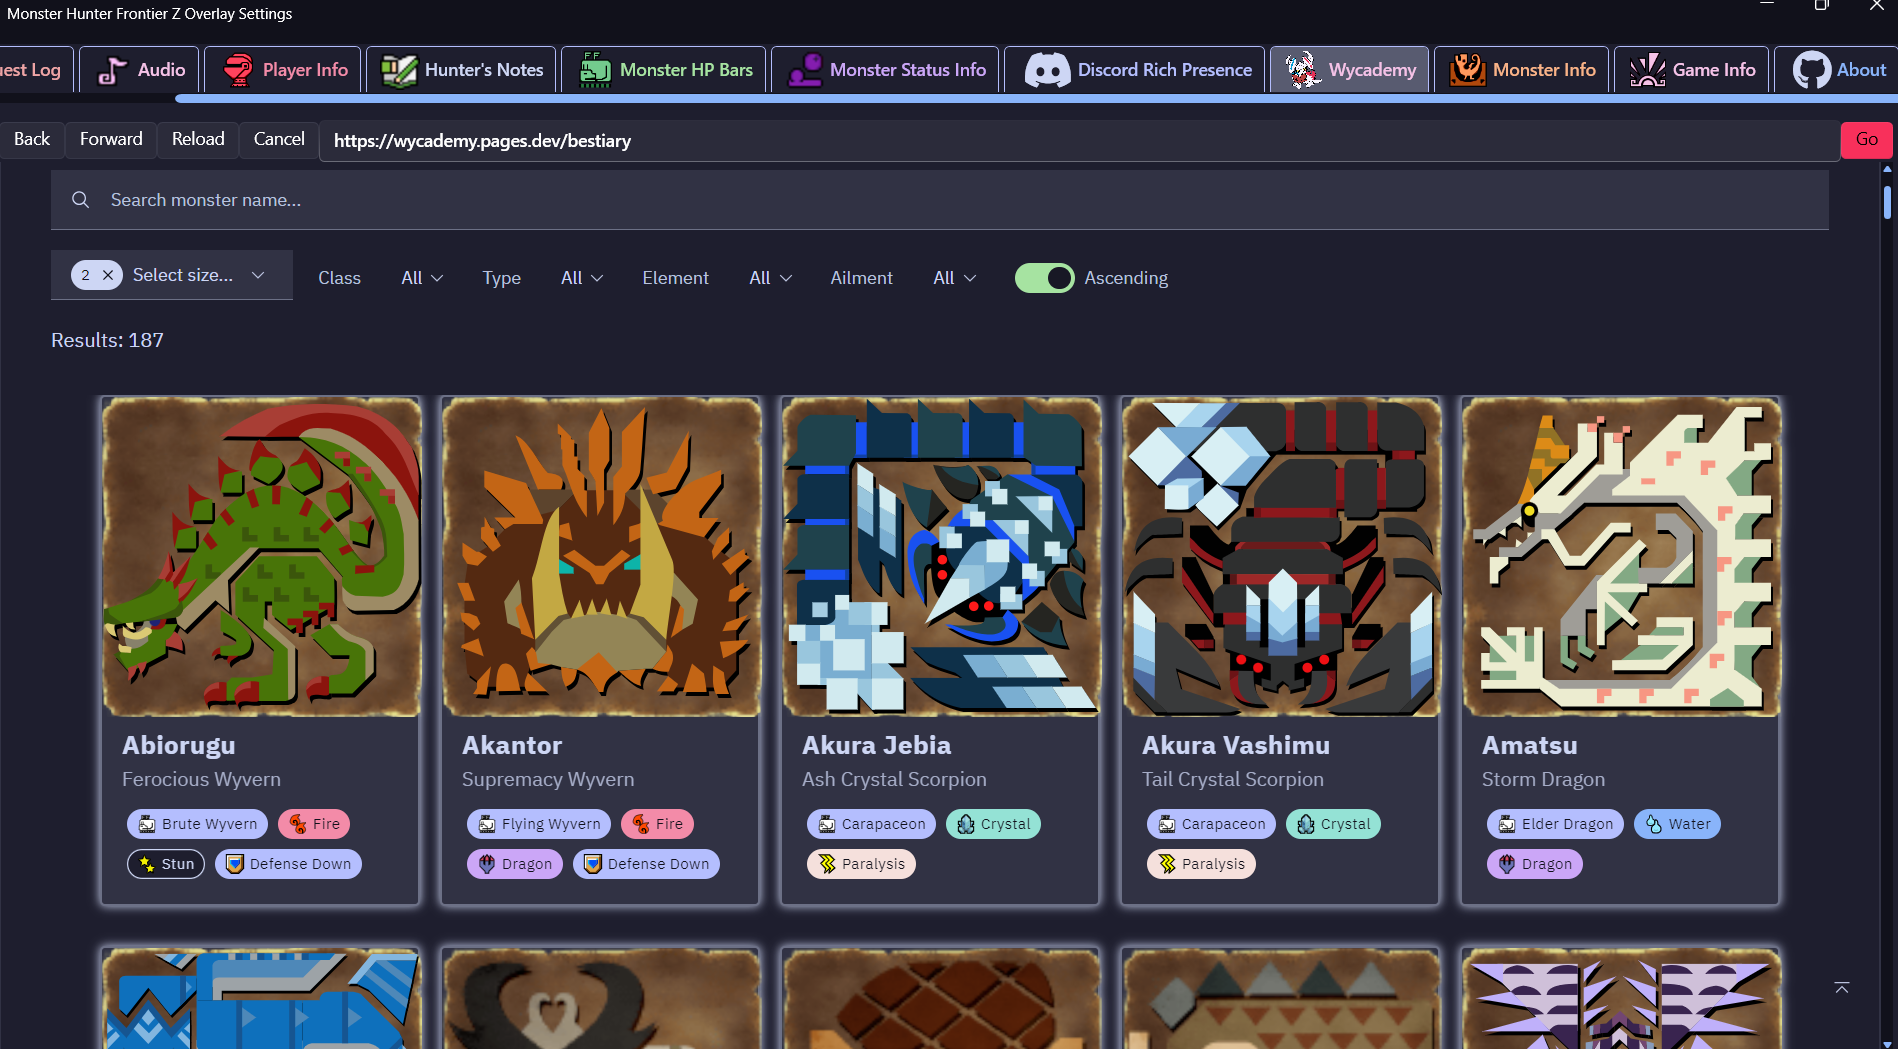 Monster Hunter Frontier Z Overlay Settings
uest Log
Audio
Player Info
Hunter's Notes
Monster HP Bars
Monster Status Info
Discord Rich Presence
Wycademy
Monster Info
Game Info
About
Back
Forward
Reload
Cancel
https://wycademy.pages.dev/bestiary
Go
Search monster name...
2 × Select size...
Class
All
Type
All
Element
All
Ailment
All
Ascending
Results: 187
Abiorugu
Ferocious Wyvern
Brute Wyvern
Fire
Stun
Defense Down
Akantor
Supremacy Wyvern
Flying Wyvern
Fire
Dragon
Defense Down
Akura Jebia
Ash Crystal Scorpion
Carapaceon
Crystal
Paralysis
Akura Vashimu
Tail Crystal Scorpion
Carapaceon
Crystal
Paralysis
Amatsu
Storm Dragon
Elder Dragon
Water
Dragon